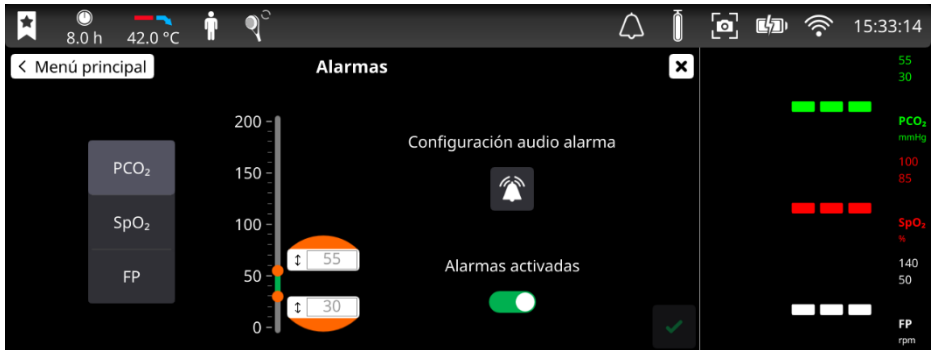 8.0 h
42.0 °C
15:33:14
< Menú principal
Alarmas
PCO₂
SpO₂
FP
200
150
100
50
0
55
30
Configuración audio alarma
Alarmas activadas
55
30
PCO₂
mmHg
100
85
SpO₂
%
140
50
FP
rpm